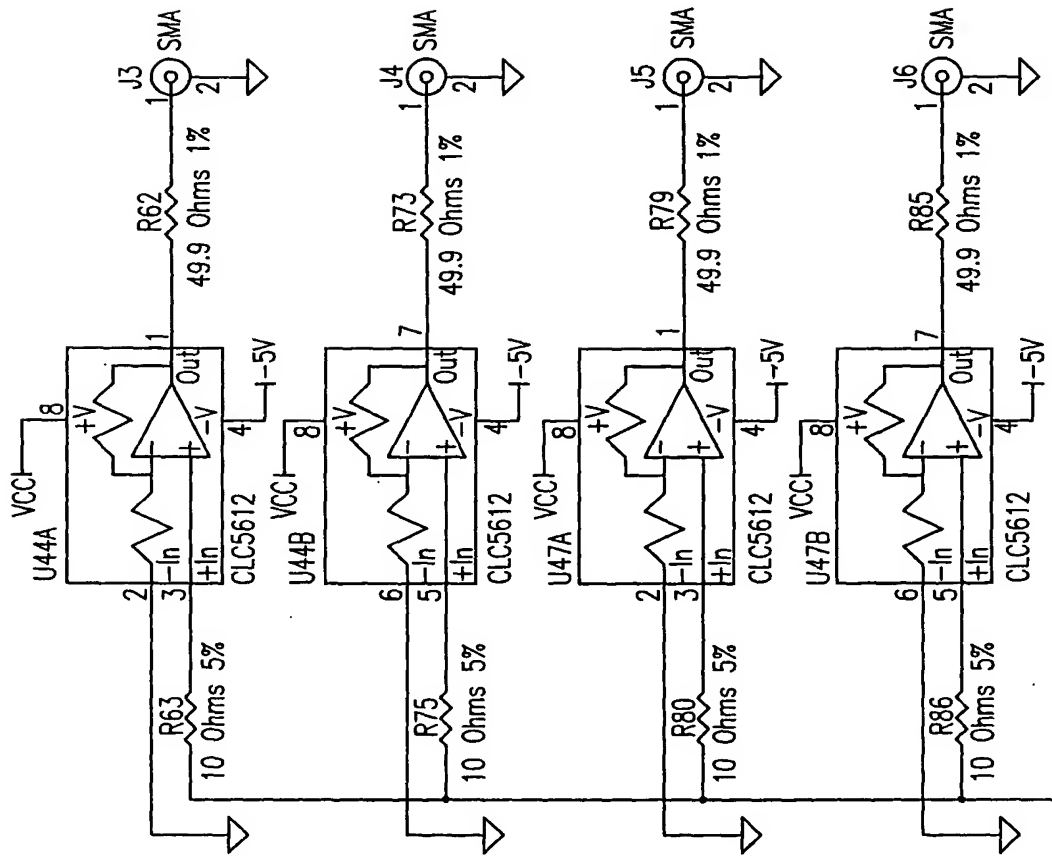 VCC
8
U44A
+V
2
-In
3
+In
-V
4
-5V
Out
1
CLC5612
R63
10 Ohms 5%
R62
49.9 Ohms 1%
J3
1
SMA
2
VCC
8
U44B
+V
6
-In
5
+In
-V
4
-5V
Out
7
CLC5612
R75
10 Ohms 5%
R73
49.9 Ohms 1%
J4
1
SMA
2
VCC
8
U47A
+V
2
-In
3
+In
-V
4
-5V
Out
1
CLC5612
R80
10 Ohms 5%
R79
49.9 Ohms 1%
J5
1
SMA
2
VCC
8
U47B
+V
6
-In
5
+In
-V
4
-5V
Out
7
CLC5612
R86
10 Ohms 5%
R85
49.9 Ohms 1%
J6
1
SMA
2